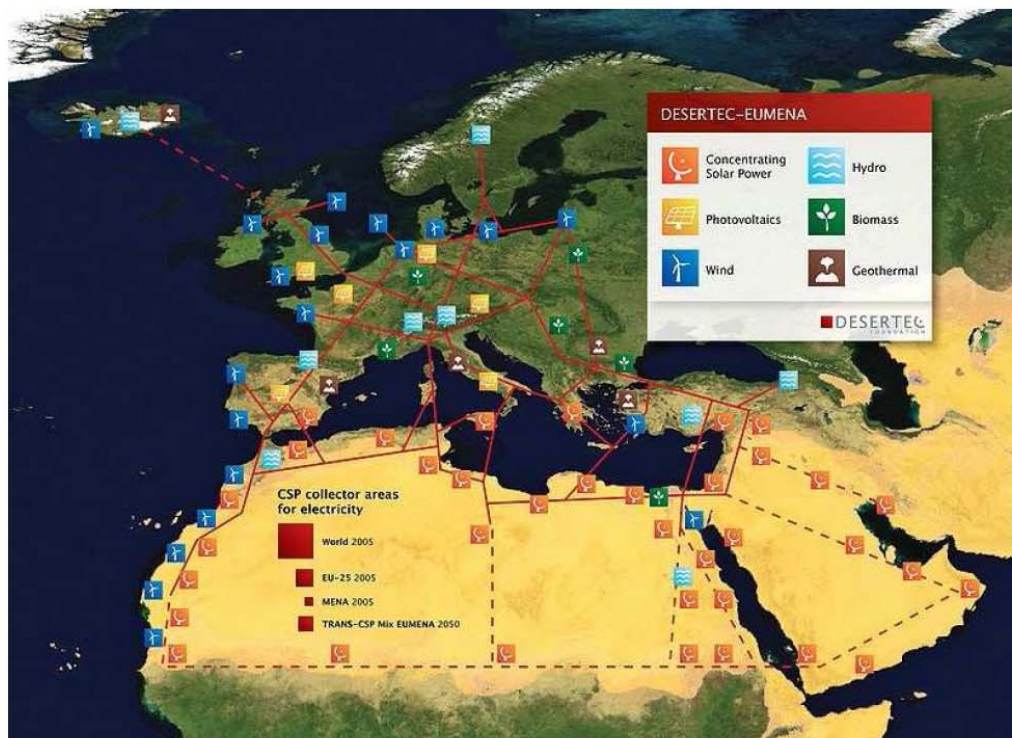 DESERTEC-EUMENA
Concentrating
Solar Power
Hydro
Photovoltaics
Biomass
Wind
Geothermal
DESERTEC
FOUNDATION
CSP collector areas
for electricity
World 2005
EU-25 2005
MENA 2005
TRANS-CSP Mix EUMENA 2050